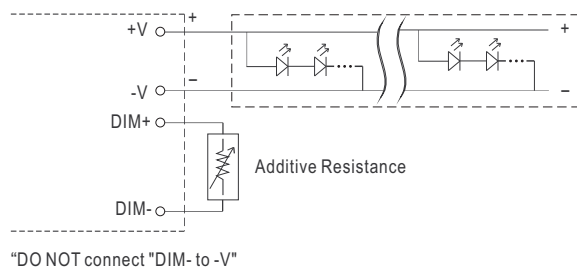 +V
+
-V
−
DIM+
DIM-
Additive Resistance
+
−
“DO NOT connect "DIM- to -V"